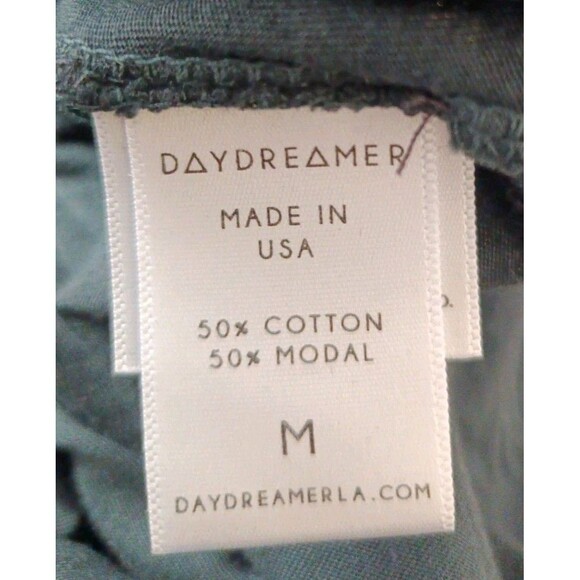 DAYDREAMER
MADE IN
USA
50% COTTON
50% MODAL
M
DAYDREAMERLA.COM